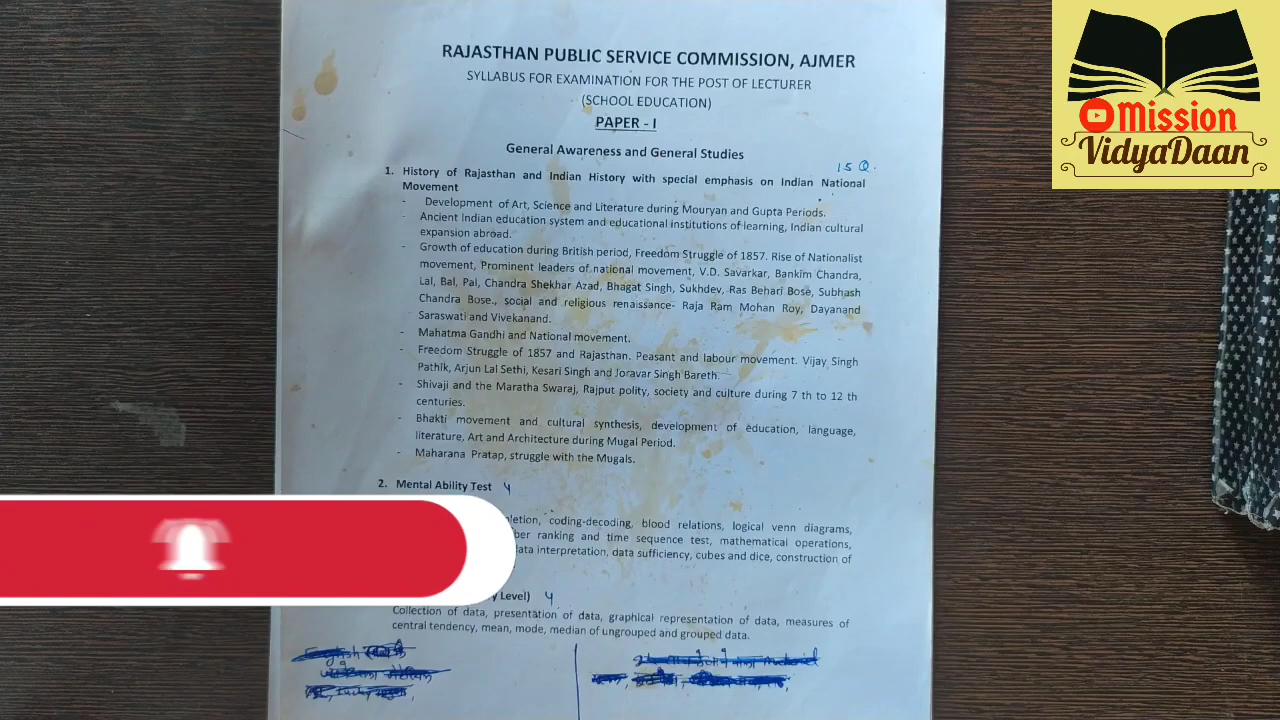 RAJASTHAN PUBLIC SERVICE COMMISSION, AJMER
SYLLABUS FOR EXAMINATION FOR THE POST OF LECTURER
(SCHOOL EDUCATION)
PAPER - I
General Awareness and General Studies
15 Q.
1. History of Rajasthan and Indian History with special emphasis on Indian National
Movement
- Development of Art, Science and Literature during Mouryan and Gupta Periods.
- Ancient Indian education system and educational institutions of learning, Indian cultural
expansion abroad.
- Growth of education during British period, Freedom Struggle of 1857. Rise of Nationalist
movement, Prominent leaders of national movement, V.D. Savarkar, Bankim Chandra,
Lal, Bal, Pal, Chandra Shekhar Azad, Bhagat Singh, Sukhdev, Ras Behari Bose, Subhash
Chandra Bose., social and religious renaissance- Raja Ram Mohan Roy, Dayanand
Saraswati and Vivekanand.
- Mahatma Gandhi and National movement.
- Freedom Struggle of 1857 and Rajasthan. Peasant and labour movement. Vijay Singh
Pathik, Arjun Lal Sethi, Kesari Singh and Joravar Singh Bareth.
- Shivaji and the Maratha Swaraj, Rajput polity, society and culture during 7 th to 12 th
centuries.
- Bhakti movement and cultural synthesis, development of education, language,
literature, Art and Architecture during Mugal Period.
- Maharana Pratap, struggle with the Mugals.
2. Mental Ability Test 4
coding-decoding, blood relations, logical venn diagrams,
ranking and time sequence test, mathematical operations,
interpretation, data sufficiency, cubes and dice, construction of
Level) 4
Collection of data, presentation of data, graphical representation of data, measures of
central tendency, mean, mode, median of ungrouped and grouped data.
Mission
VidyaDaan